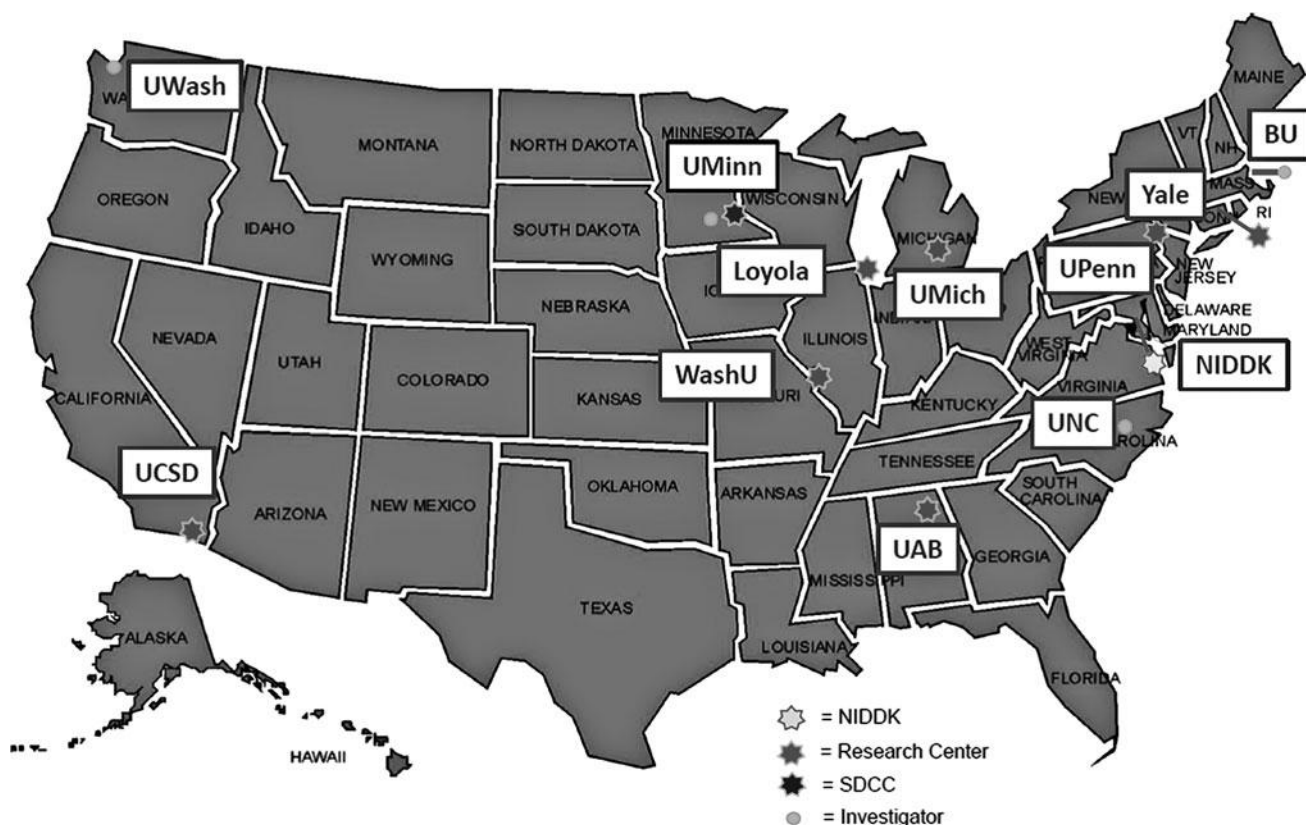 MAINE
WA
UWash
VT
BU
NH
MONTANA
NORTH DAKOTA
MINNESOTA
UMinn
NEW
MASS
Yale
OREGON
IDAHO
SOUTH DAKOTA
WISCONSIN
RI
MICHIGAN
WYOMING
Loyola
UPenn
NEW
JERSEY
UMich
NEBRASKA
DELAWARE
MARYLAND
NEVADA
UTAH
COLORADO
ILLINOIS
WEST
VIRGINIA
NIDDK
WashU
KANSAS
URI
VIRGINIA
CALIFORNIA
KENTUCKY
UNC
AROLINA
UCSD
TENNESSEE
OKLAHOMA
ARKANSAS
SOUTH
CAROLINA
ARIZONA
NEW MEXICO
UAB
GEORGIA
MISSISSIPPI
TEXAS
ALASKA
LOUISIANA
FLORIDA
HAWAII
= NIDDK
= Research Center
= SDCC
= Investigator